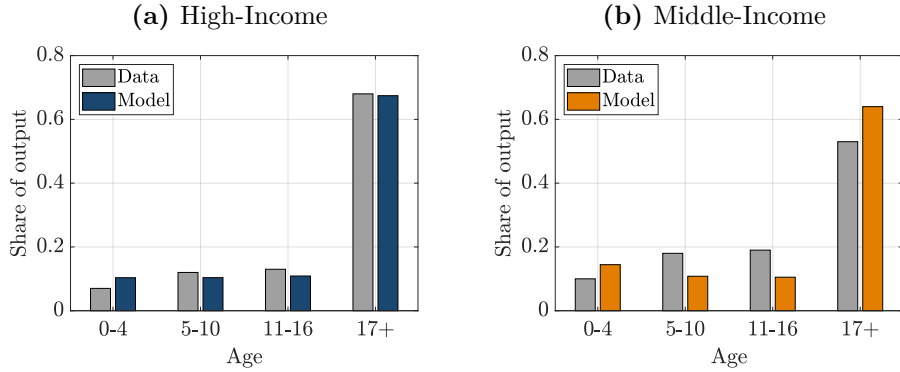 (a) High-Income
Share of output
0.8
0.6
0.4
0.2
0
Data
Model
0-4 5-10 11-16 17+
Age
(b) Middle-Income
Share of output
0.8
0.6
0.4
0.2
0
Data
Model
0-4 5-10 11-16 17+
Age